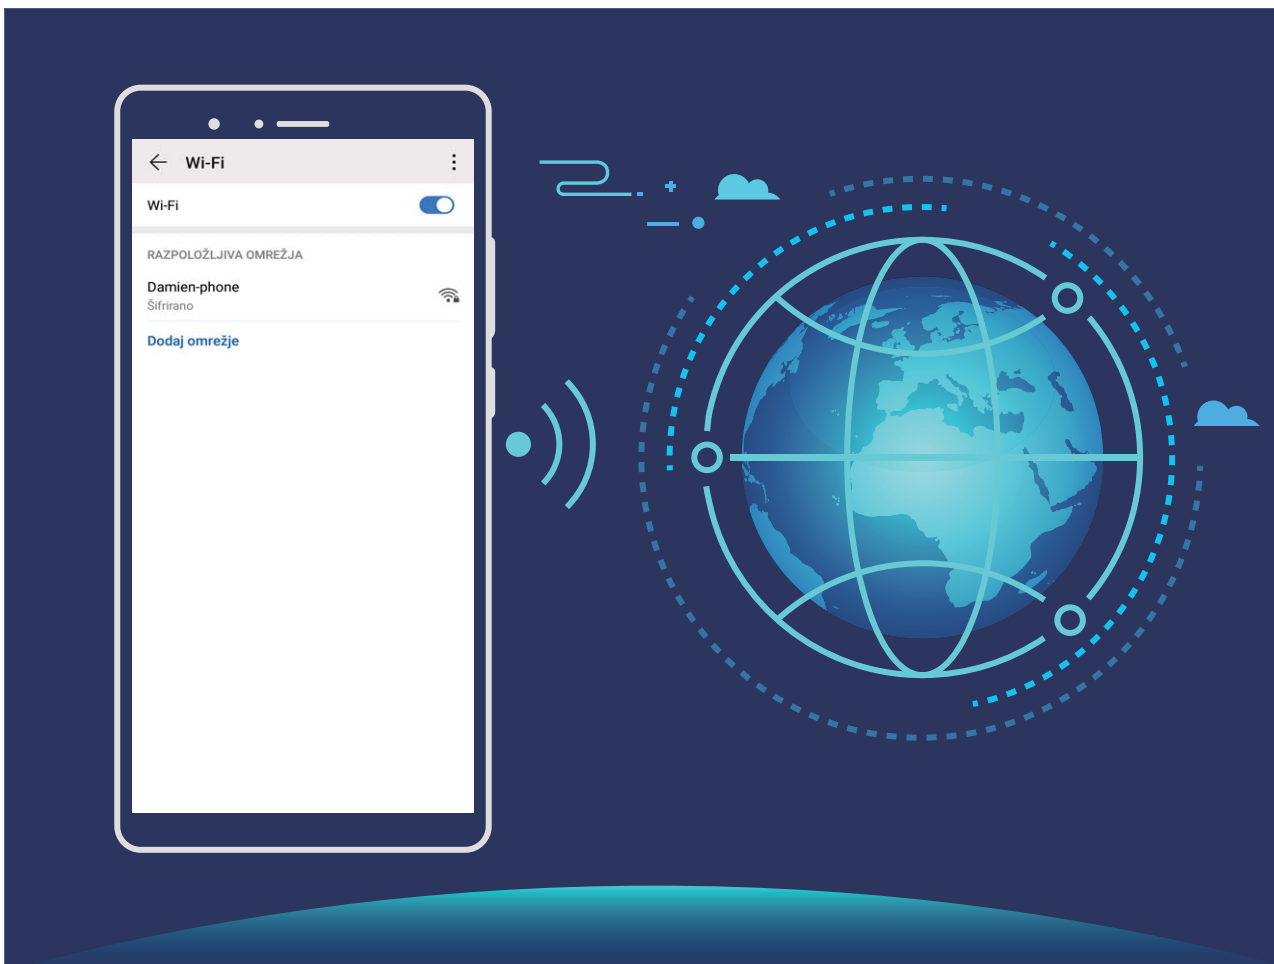 Wi-Fi
Wi-Fi
RAZPOLOŽLJIVA OMREŽJA
Damien-phone
Šifrirano
Dodaj omrežje